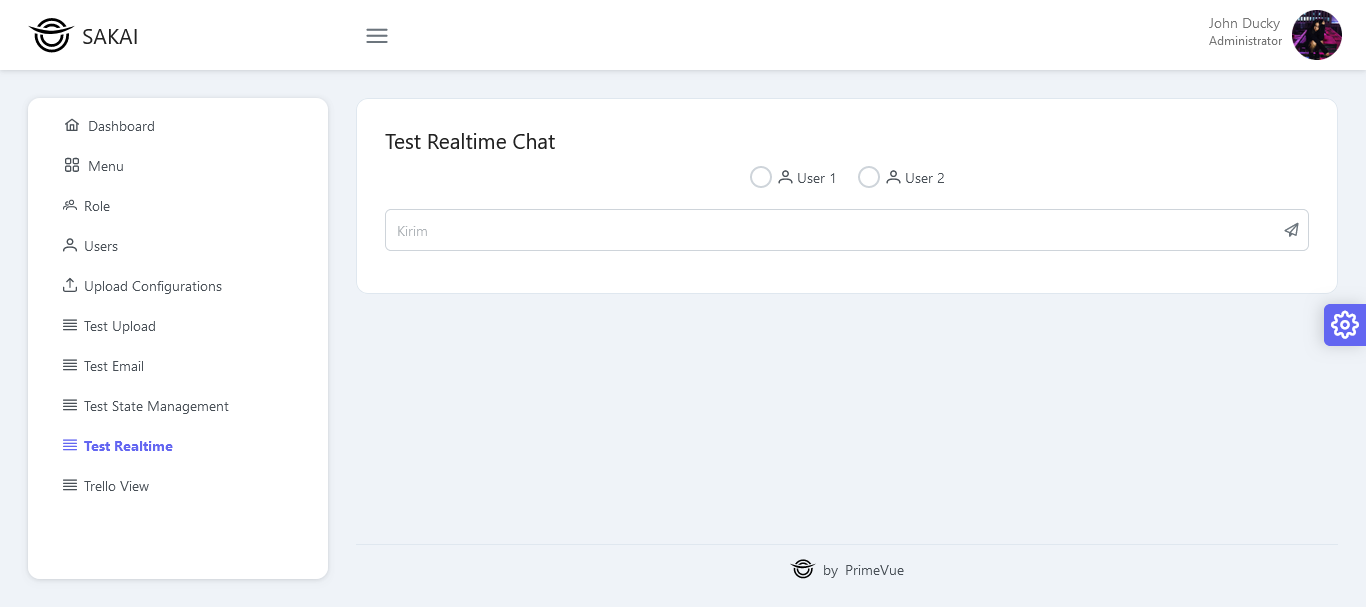 SAKAI
John Ducky
Administrator
Dashboard
Menu
Role
Users
Upload Configurations
Test Upload
Test Email
Test State Management
Test Realtime
Trello View
Test Realtime Chat
User 1
User 2
Kirim
by PrimeVue